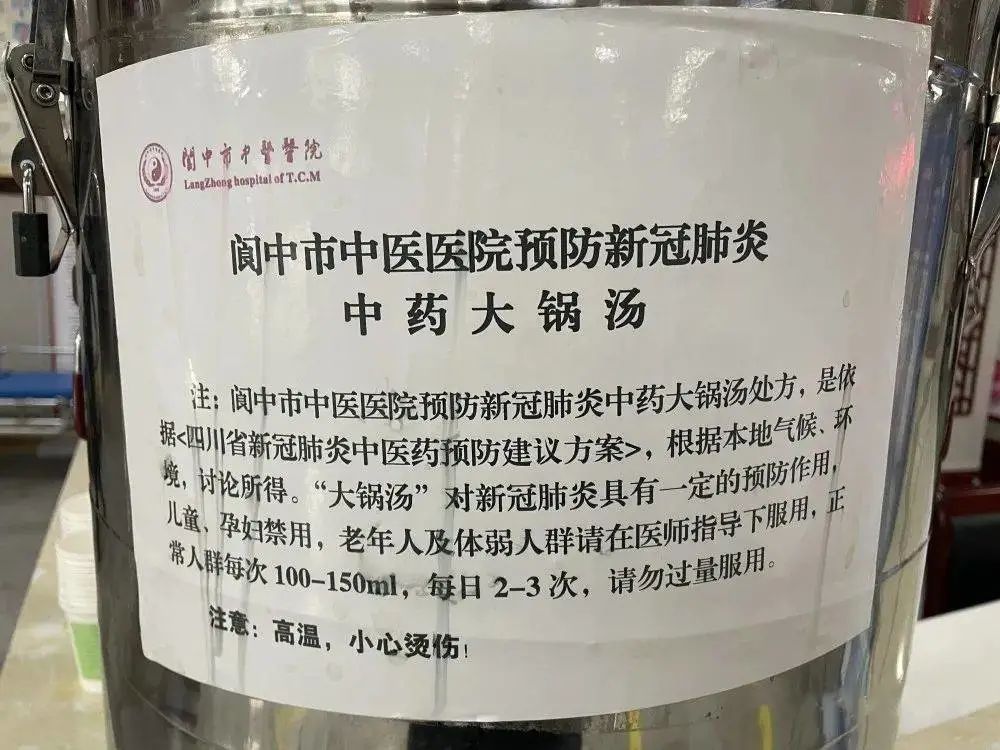 阆中市中醫醫院
LangZhong hospital of T.C.M
阆中市中医医院预防新冠肺炎
中药大锅汤
注：阆中市中医医院预防新冠肺炎中药大锅汤处方，是依
据<四川省新冠肺炎中医药预防建议方案>，根据本地气候、环
境，讨论所得。“大锅汤”对新冠肺炎具有一定的预防作用，
儿童、孕妇禁用，老年人及体弱人群请在医师指导下服用，正
常人群每次100-150ml，每日2-3次，请勿过量服用。
注意：高温，小心烫伤！